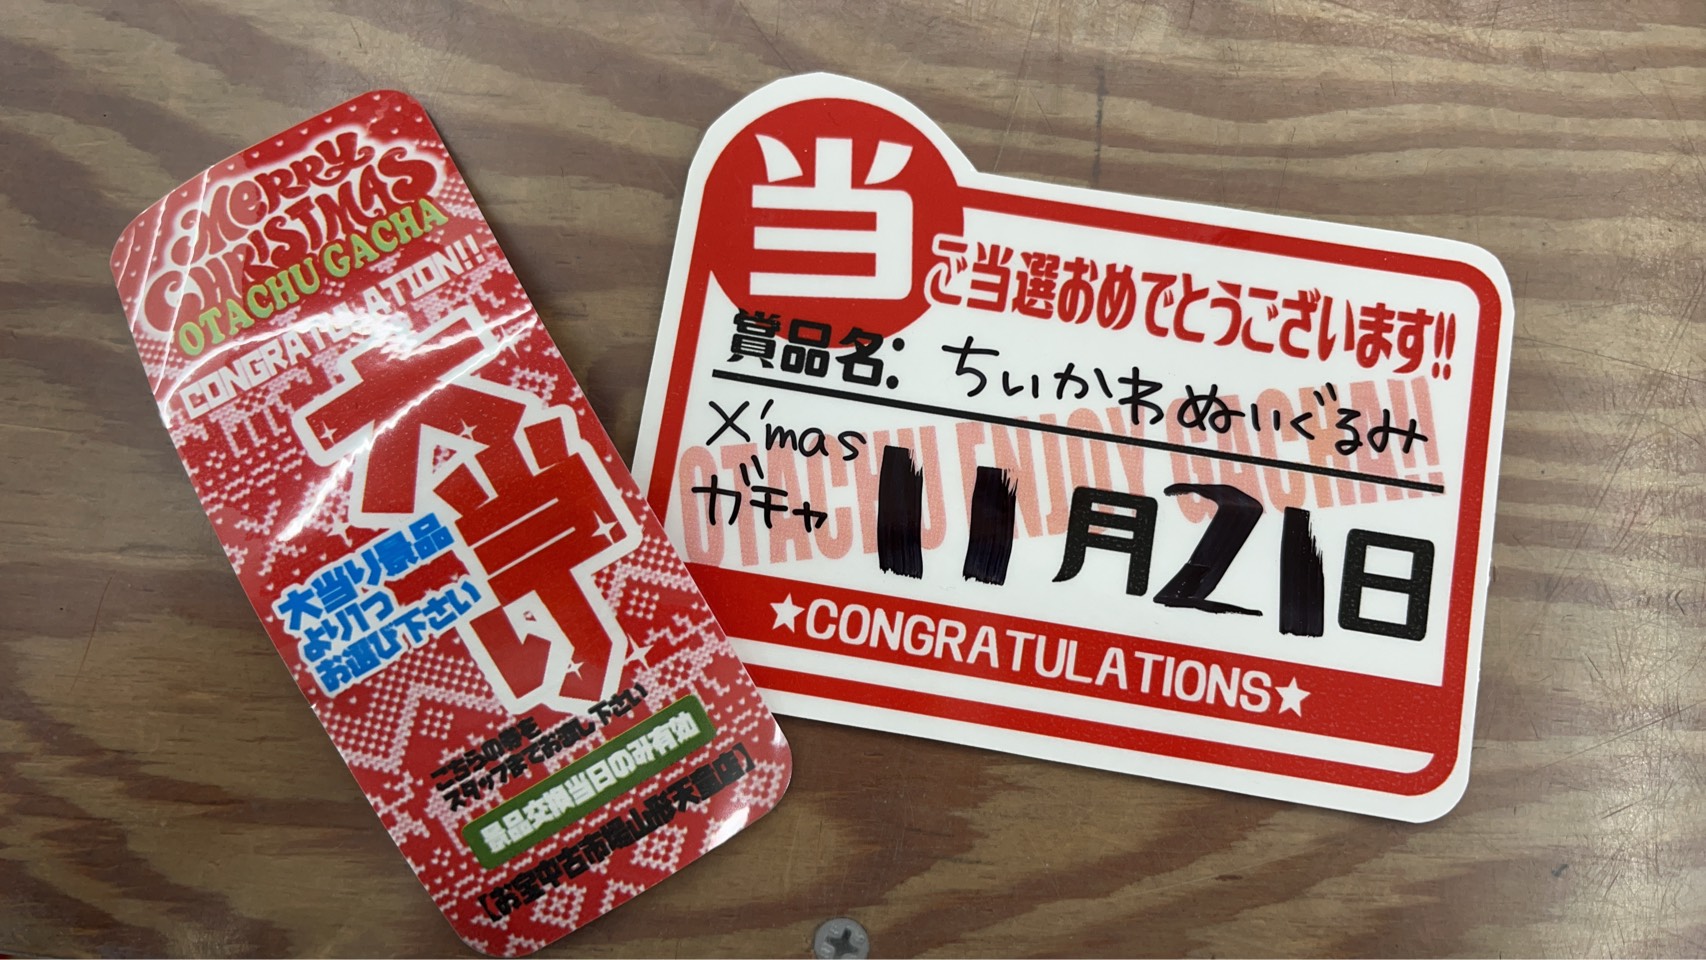 MERRY
CHRISTMAS
OTACHU GACHA
CONGRATULATION!!
大当り
大当り景品
より1つ
お選び下さい
こちらの券を
スタッフまでお渡し下さい
景品交換当日のみ有効
【お宝中古市場山形天童店】
当
ご当選おめでとうございます!!
賞品名：ちいかわぬいぐるみ
X'mas
ガチャ
11月21日
OTACHU ENJOY GACHA!!
★CONGRATULATIONS★